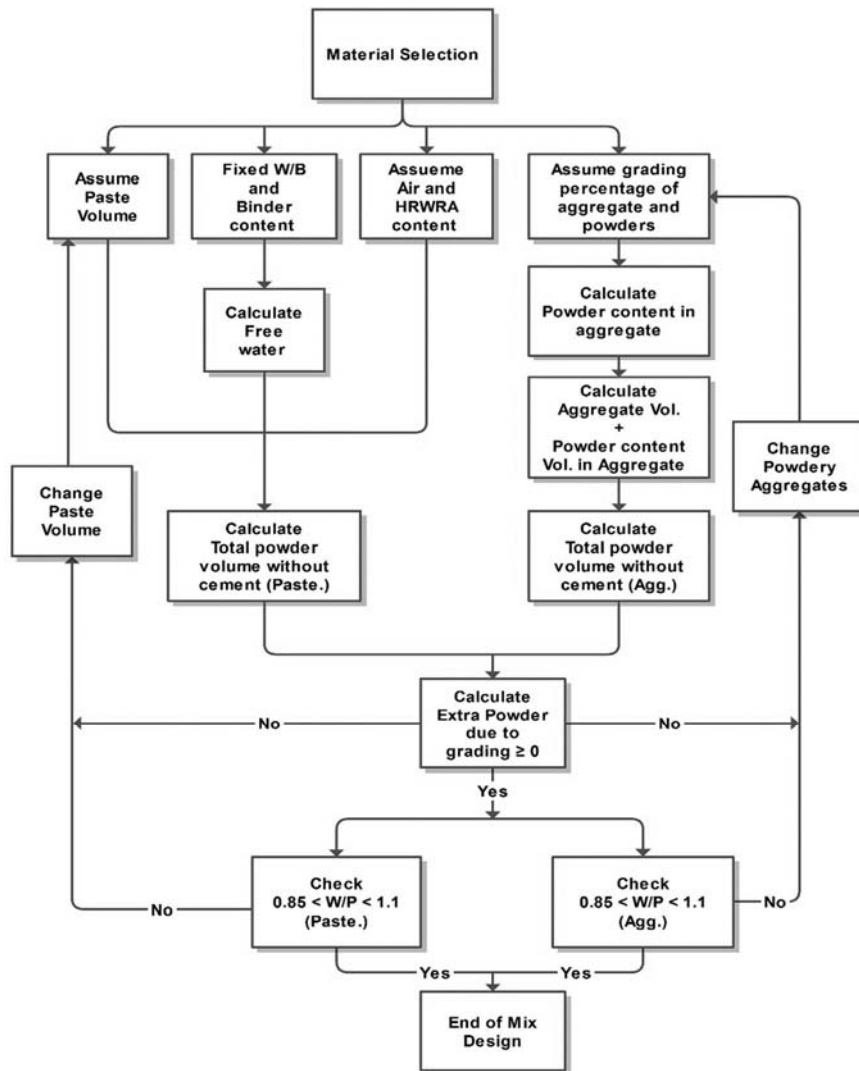 Material Selection
Assume
Paste
Volume
Fixed W/B
and
Binder
content
Assueme
Air and
HRWRA
content
Assume grading
percentage of
aggregate and
powders
Calculate
Free
water
Calculate
Powder content in
aggregate
Calculate
Aggregate Vol.
+
Powder content
Vol. in Aggregate
Change
Paste
Volume
Change
Powdery
Aggregates
Calculate
Total powder
volume without
cement (Paste.)
Calculate
Total powder
volume without
cement (Agg.)
Calculate
Extra Powder
due to
grading ≥ 0
No
No
Yes
Check
0.85 < W/P < 1.1
(Paste.)
Check
0.85 < W/P < 1.1
(Agg.)
No
No
Yes
Yes
End of Mix
Design